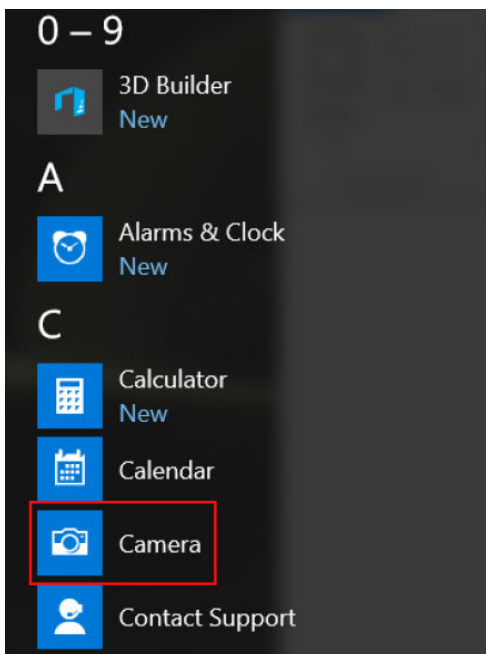 0 – 9
3D Builder
New
A
Alarms & Clock
New
C
Calculator
New
Calendar
Camera
Contact Support